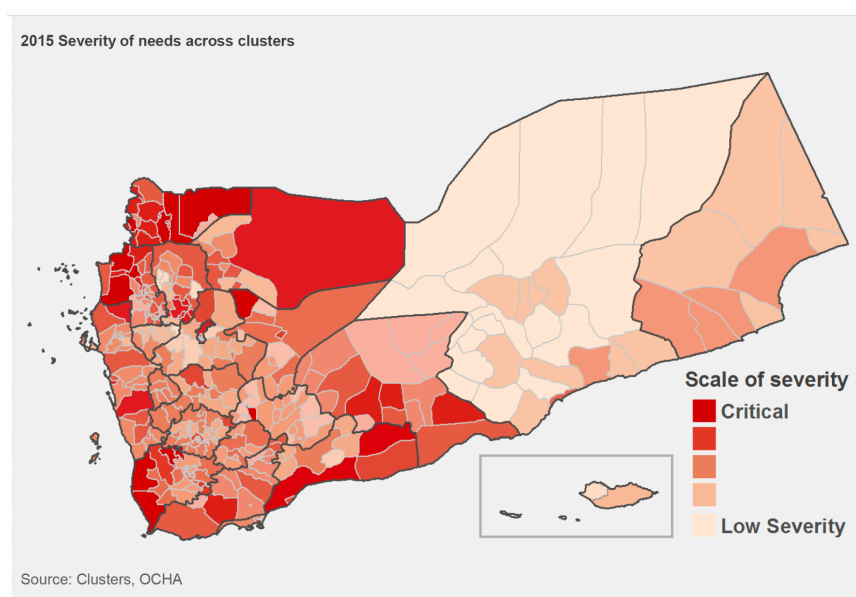 2015 Severity of needs across clusters
Scale of severity
Critical
Low Severity
Source: Clusters, OCHA